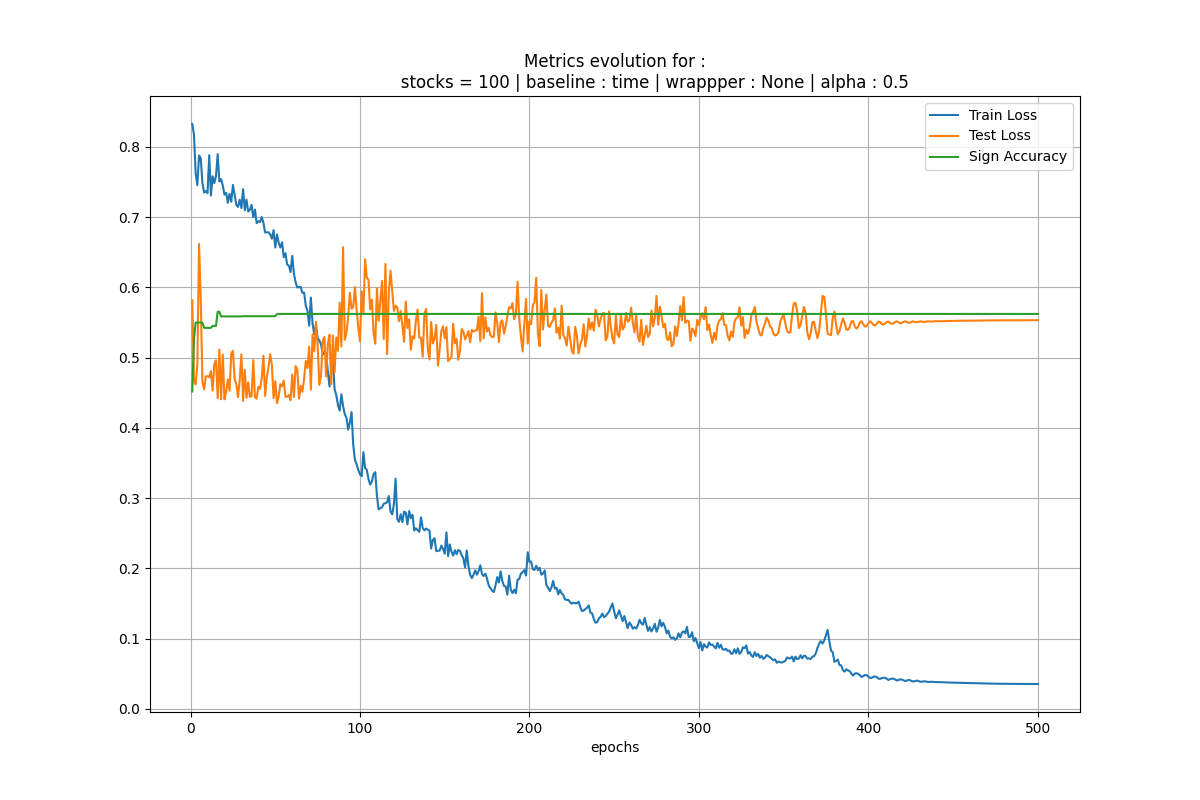 Metrics evolution for :
stocks = 100 | baseline : time | wrappper : None | alpha : 0.5
Train Loss
Test Loss
Sign Accuracy
0.8
0.7
0.6
0.5
0.4
0.3
0.2
0.1
0.0
0 100 200 300 400 500
epochs